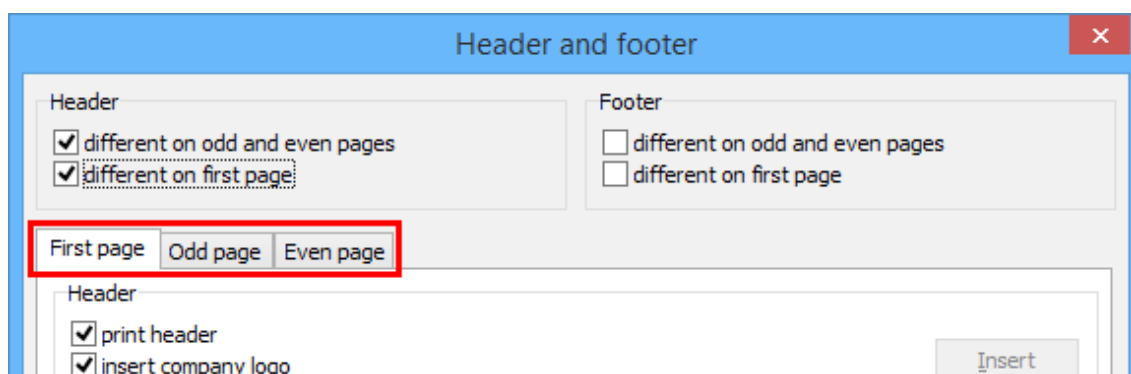 Header and footer
Header
different on odd and even pages
different on first page
Footer
different on odd and even pages
different on first page
First page Odd page Even page
Header
print header
insert company logo
Insert